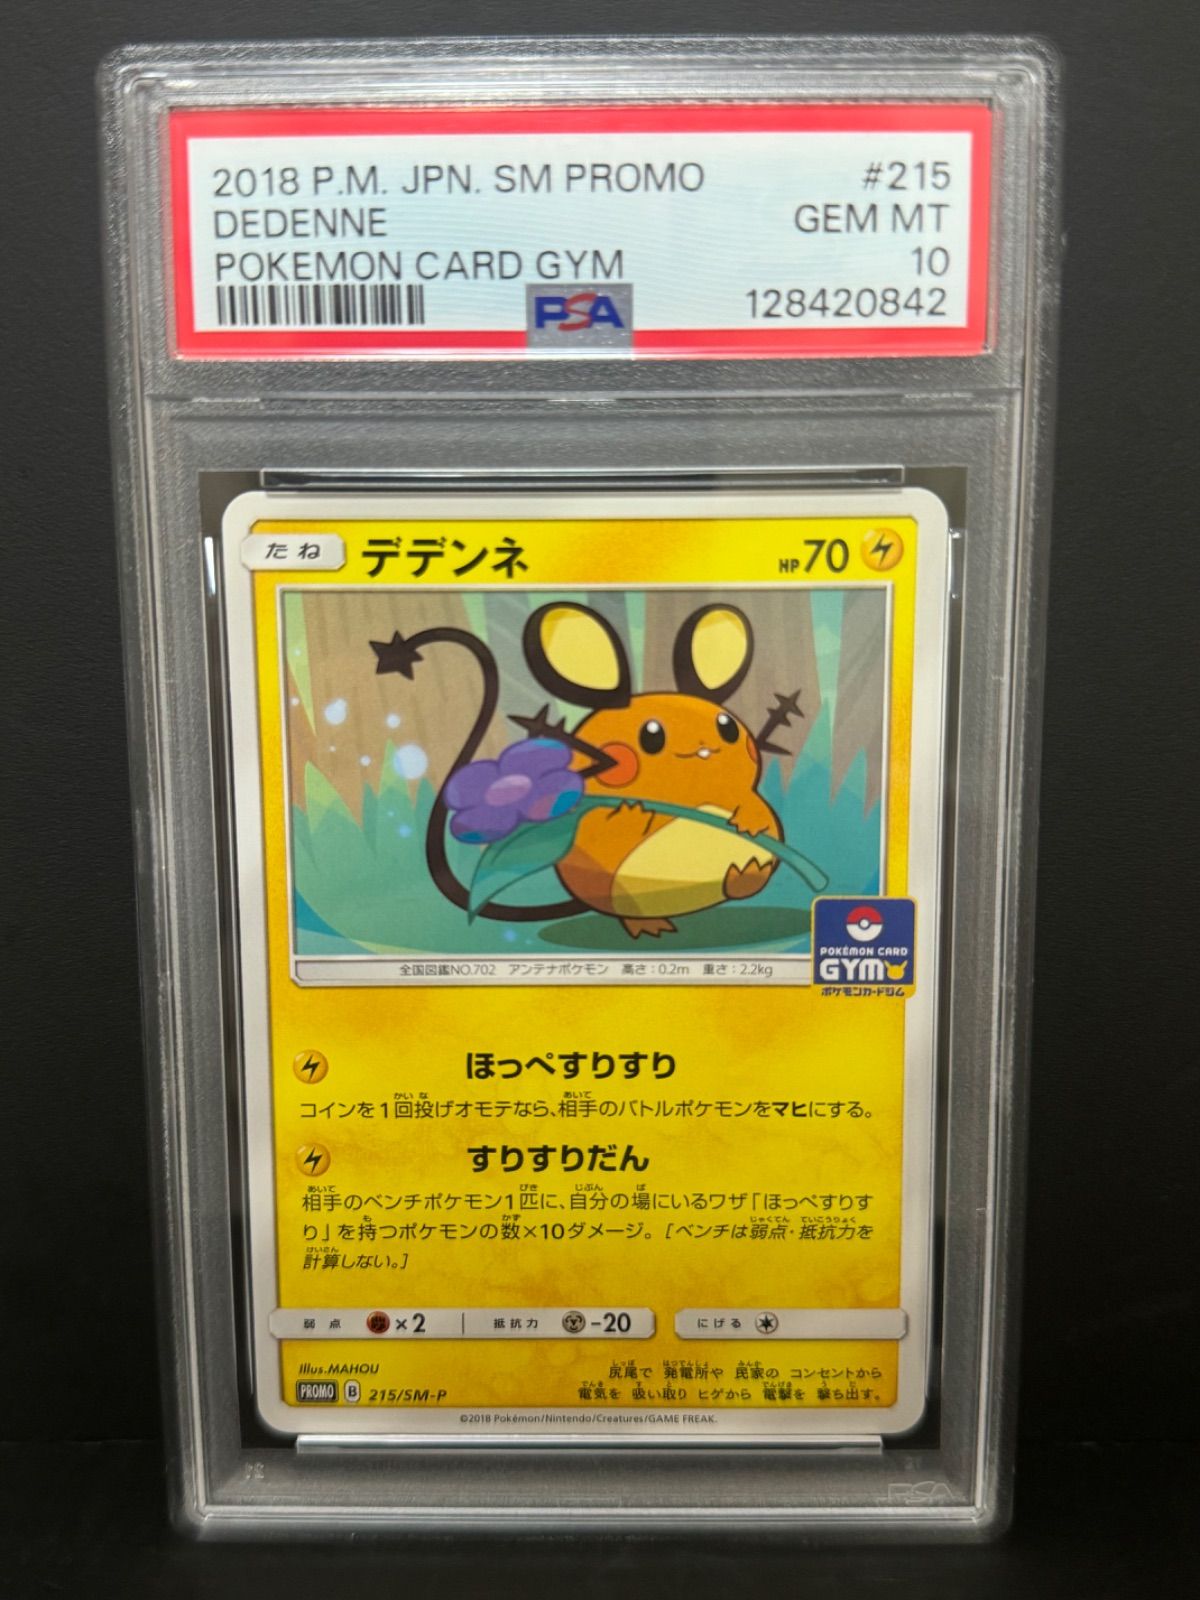 2018 P.M. JPN. SM PROMO #215
DEDENNE GEM MT
POKEMON CARD GYM 10
PSA 128420842
たね デデンネ HP70
全国図鑑NO.702 アンテナポケモン 高さ:0.2m 重さ:2.2kg
POKÉMON CARD
GYM
ポケモンカードジム
ほっぺすりすり
コインを1回投げオモテなら、相手のバトルポケモンをマヒにする。
すりすりだん
相手のベンチポケモン1匹に、自分の場にいるワザ「ほっぺすりす
り」を持つポケモンの数×10ダメージ。[ベンチは弱点・抵抗力を
計算しない。]
弱点 ×2 抵抗力 -20 にげる
Illus.MAHOU
尻尾で 発電所や 民家の コンセントから
PROMO B 215/SM-P 電気を 吸い取り ヒゲから 電撃を 撃ち出す。
©2018 Pokémon/Nintendo/Creatures/GAME FREAK.
PSA